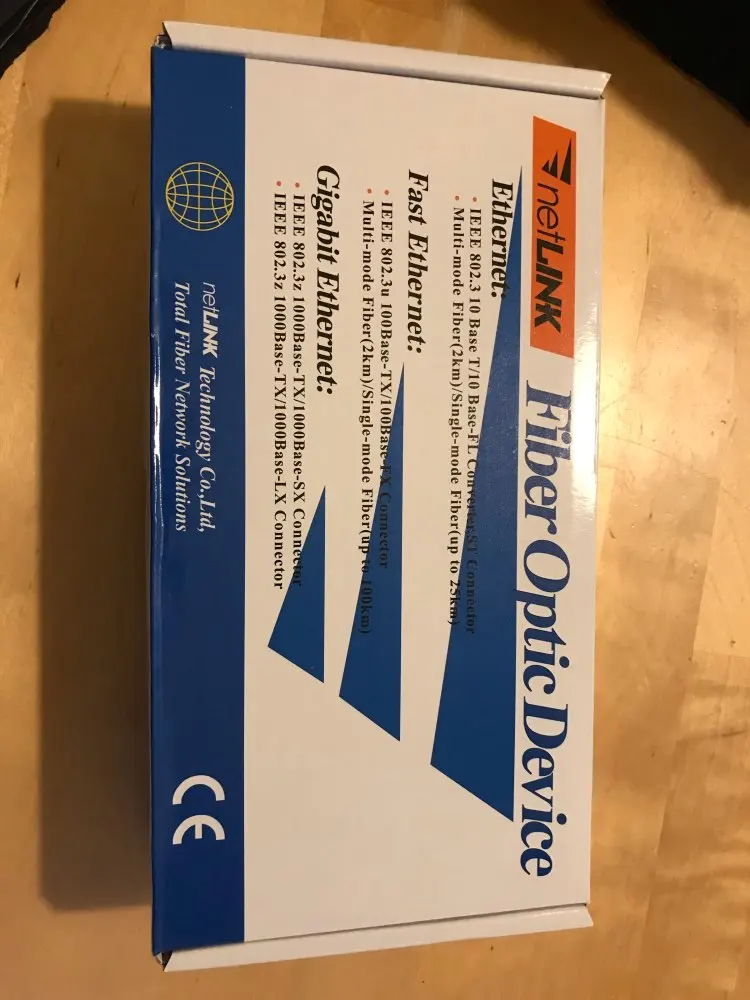 netLINK
Fiber Optic Device
Ethernet:
• IEEE 802.3 10 Base T/10 Base-FL Converter,ST Connector
• Multi-mode Fiber(2km)/Single-mode Fiber(up to 25km)
Fast Ethernet:
• IEEE 802.3u 100Base-TX/100Base-FX Connector
• Multi-mode Fiber(2km)/Single-mode Fiber(up to 100km)
Gigabit Ethernet:
• IEEE 802.3z 1000Base-TX/1000Base-SX Connector
• IEEE 802.3z 1000Base-TX/1000Base-LX Connector
netLINK Technology Co.,Ltd,
Total Fiber Network Solutions
CE